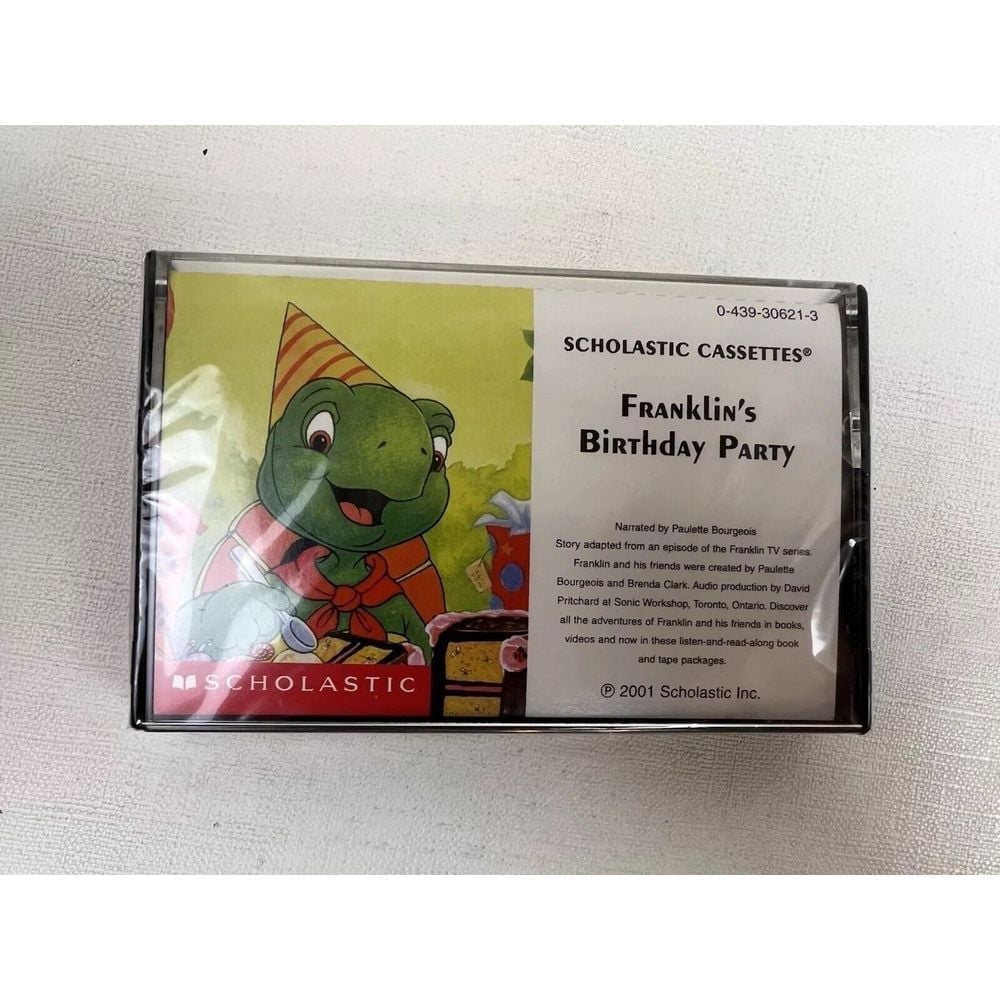 0-439-30621-3
SCHOLASTIC CASSETTES®
Franklin's
Birthday Party
Narrated by Paulette Bourgeois
Story adapted from an episode of the Franklin TV series.
Franklin and his friends were created by Paulette
Bourgeois and Brenda Clark. Audio production by David
Pritchard at Sonic Workshop, Toronto, Ontario. Discover
all the adventures of Franklin and his friends in books,
videos and now in these listen-and-read-along book
and tape packages.
℗ 2001 Scholastic Inc.
SCHOLASTIC